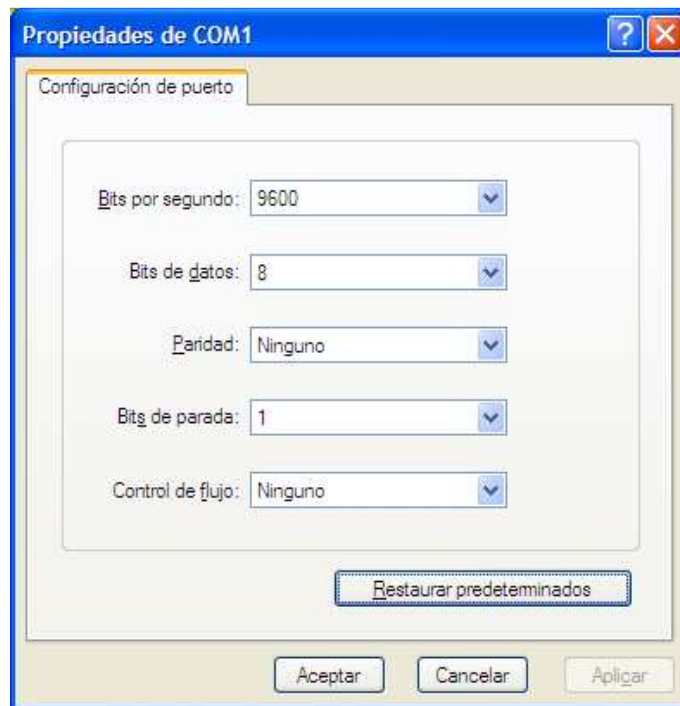 Propiedades de COM1
Configuración de puerto
Bits por segundo: 9600
Bits de datos: 8
Paridad: Ninguno
Bits de parada: 1
Control de flujo: Ninguno
Restaurar predeterminados
Aceptar Cancelar Aplicar